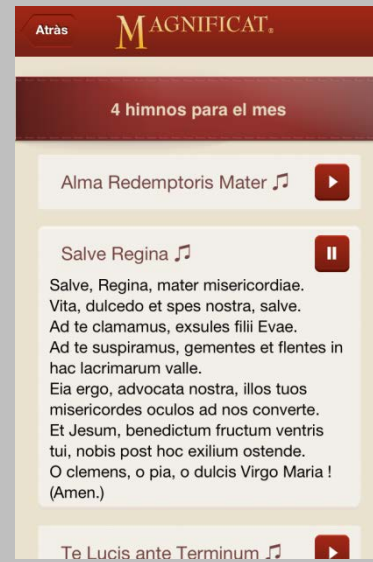 Atràs
MAGNIFICAT®
4 himnos para el mes
Alma Redemptoris Mater
Salve Regina
Salve, Regina, mater misericordiae.
Vita, dulcedo et spes nostra, salve.
Ad te clamamus, exsules filii Evae.
Ad te suspiramus, gementes et flentes in
hac lacrimarum valle.
Eia ergo, advocata nostra, illos tuos
misericordes oculos ad nos converte.
Et Jesum, benedictum fructum ventris
tui, nobis post hoc exilium ostende.
O clemens, o pia, o dulcis Virgo Maria !
(Amen.)
Te Lucis ante Terminum